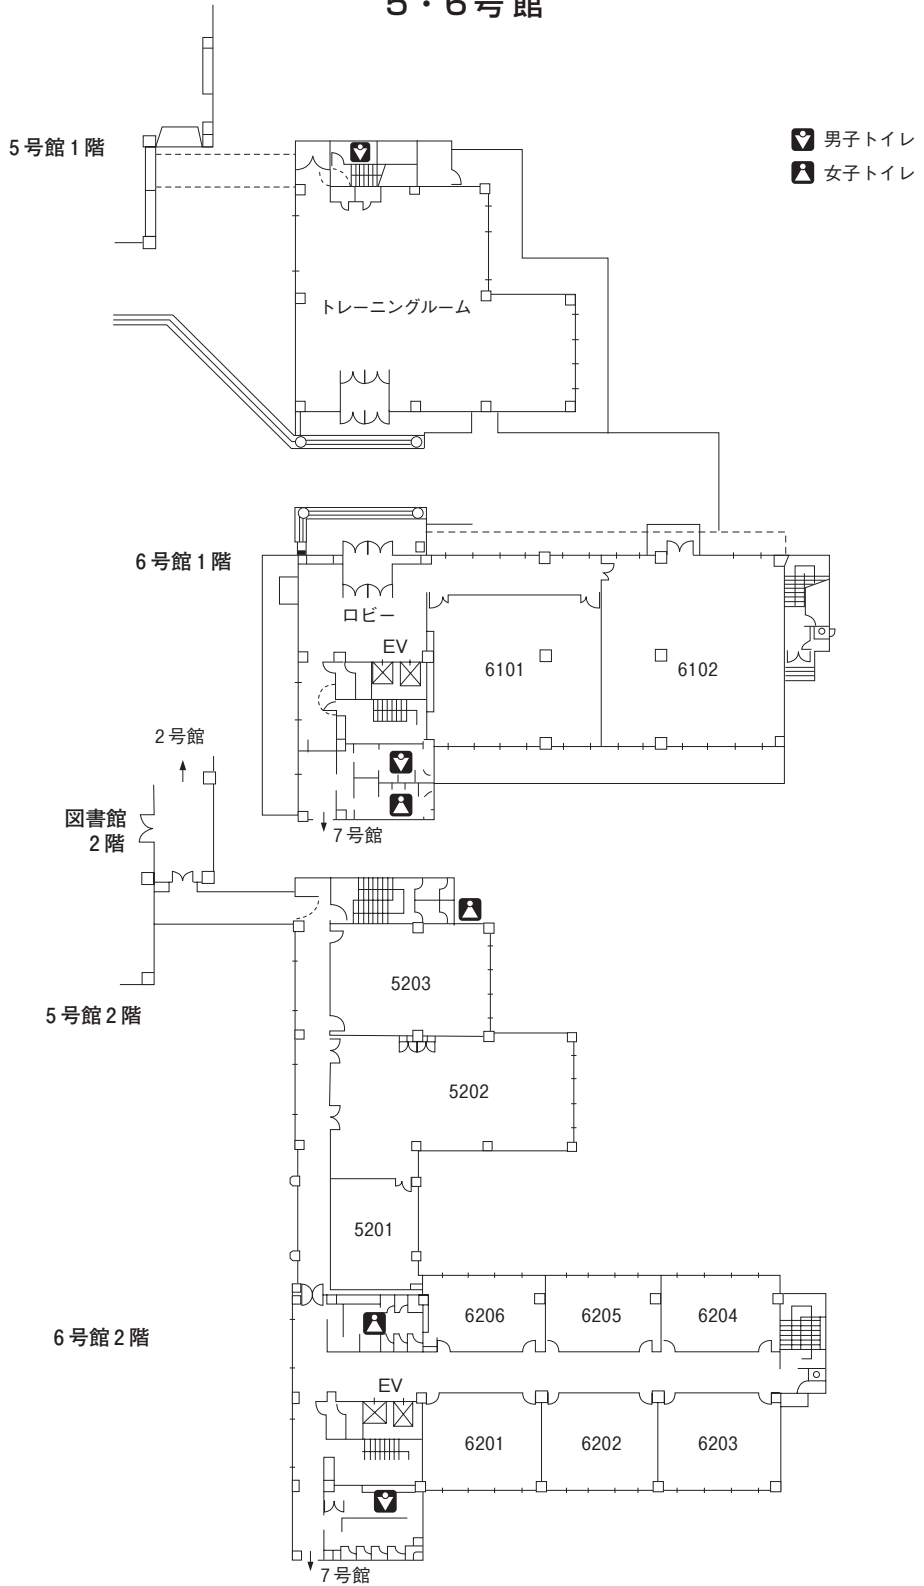 5・6号館
5号館1階
男子トイレ
女子トイレ
トレーニングルーム
6号館1階
ロビー
EV
6101
6102
2号館
図書館
2階
7号館
5203
5号館2階
5202
5201
6206
6205
6204
6号館2階
EV
6201
6202
6203
7号館